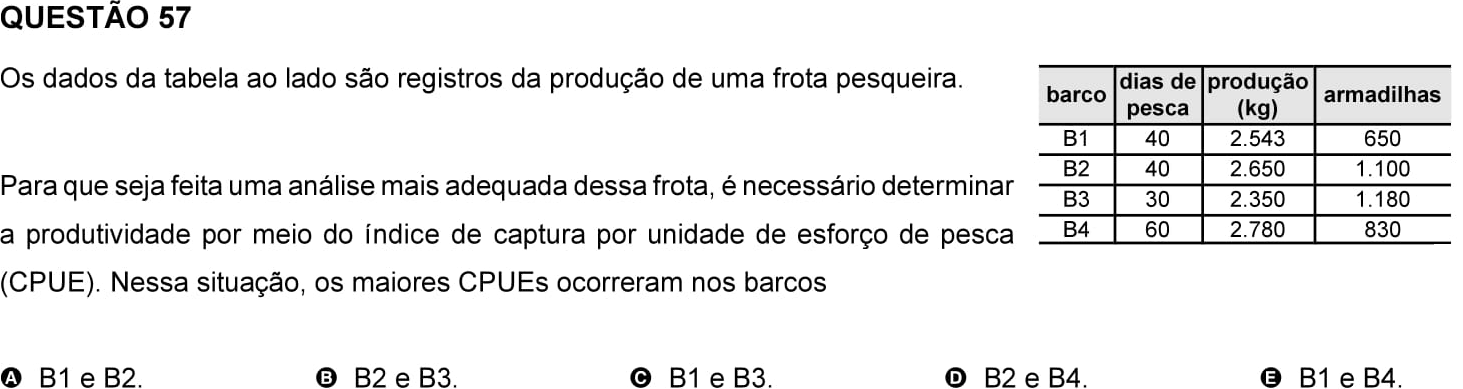 QUESTÃO 57
Os dados da tabela ao lado são registros da produção de uma frota pesqueira.
Para que seja feita uma análise mais adequada dessa frota, é necessário determinar
a produtividade por meio do índice de captura por unidade de esforço de pesca
(CPUE). Nessa situação, os maiores CPUEs ocorreram nos barcos
barco dias de pesca produção (kg) armadilhas
B1 40 2.543 650
B2 40 2.650 1.100
B3 30 2.350 1.180
B4 60 2.780 830
A B1 e B2. B B2 e B3. C B1 e B3. D B2 e B4. E B1 e B4.